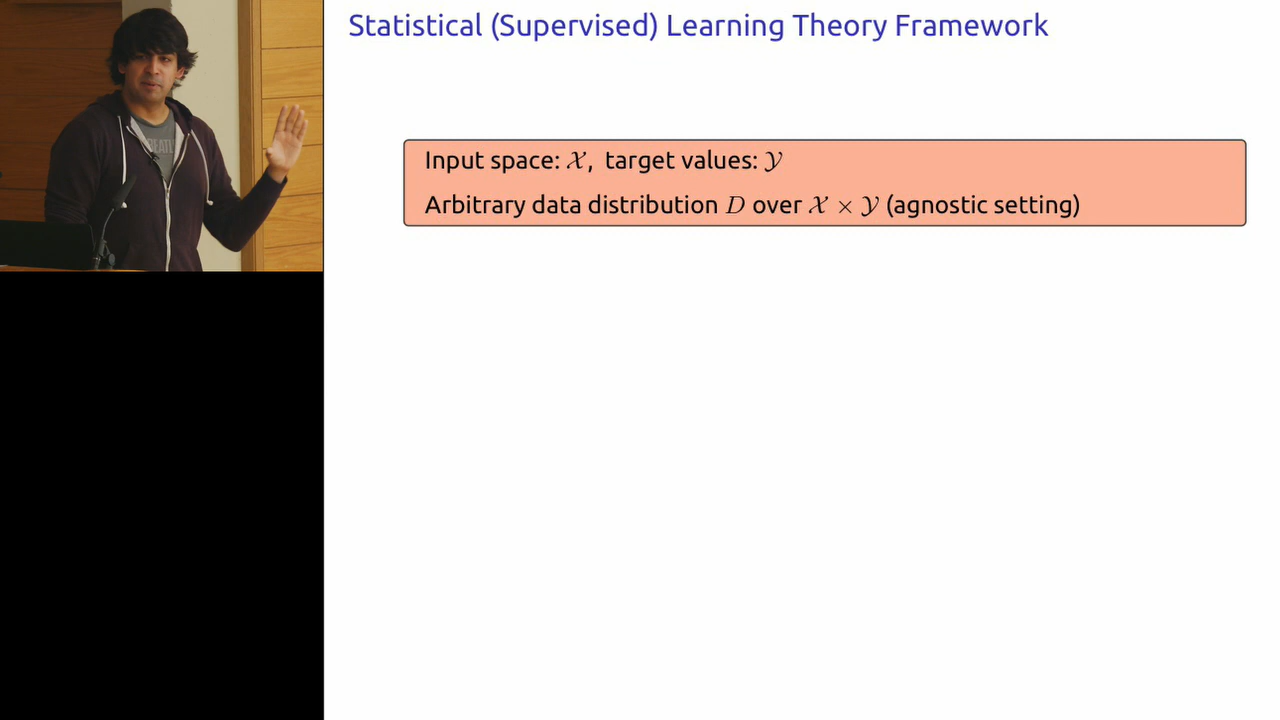 Statistical (Supervised) Learning Theory Framework
Input space: 𝒳, target values: 𝒴
Arbitrary data distribution D over 𝒳 × 𝒴 (agnostic setting)